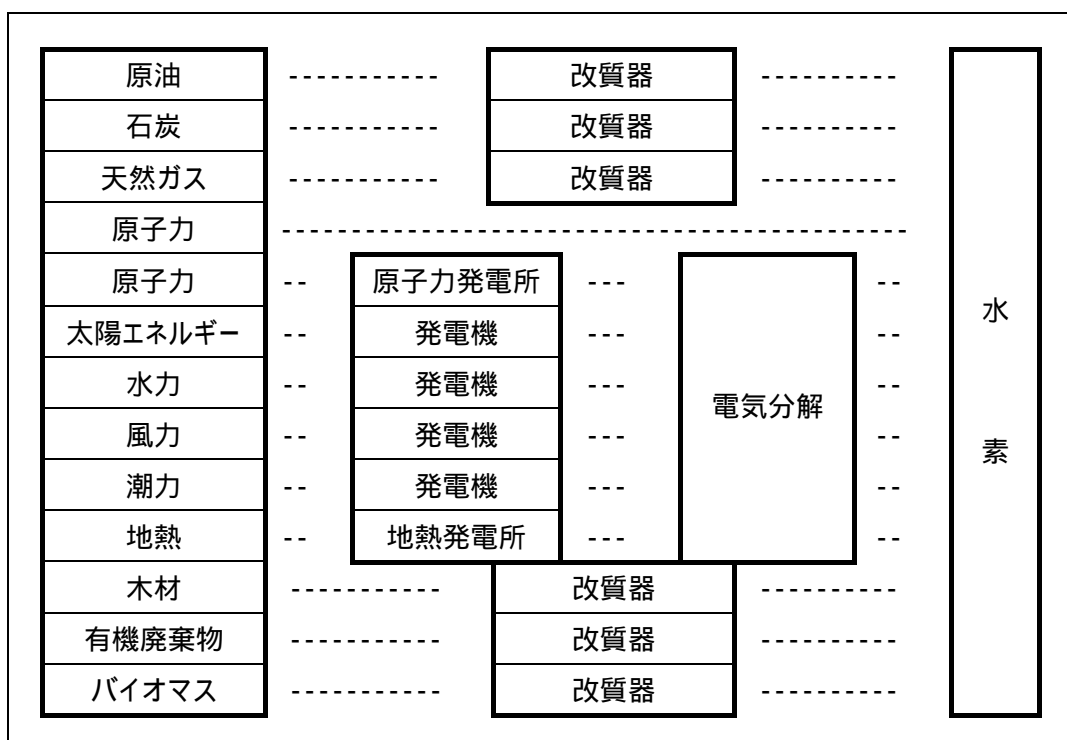 原油 ----------- 改質器 ----------
石炭 ----------- 改質器 ----------
天然ガス ----------- 改質器 ----------
原子力 ---------------------------------------------
原子力 -- 原子力発電所 --- --
太陽エネルギー -- 発電機 --- --
水力 -- 発電機 --- --
風力 -- 発電機 --- --
潮力 -- 発電機 --- --
地熱 -- 地熱発電所 --- --
電気分解
木材 ----------- 改質器 ----------
有機廃棄物 ----------- 改質器 ----------
バイオマス ----------- 改質器 ----------
水素